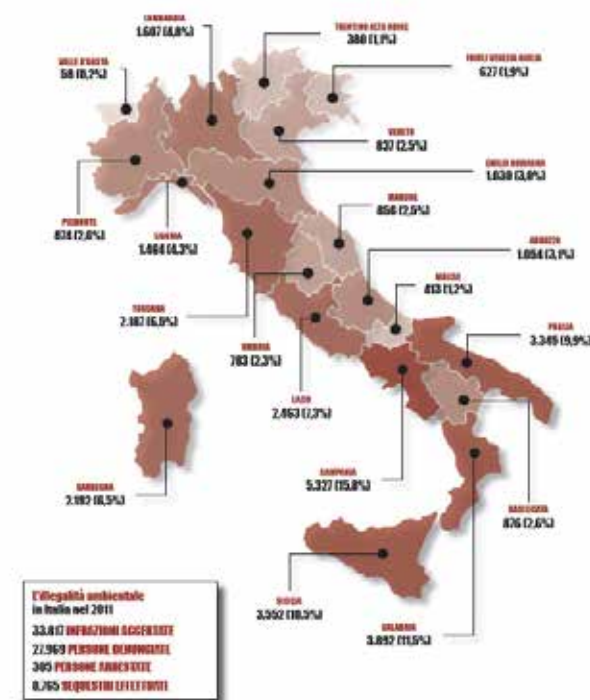 LOMBARDIA
1.607 (4,8%)
TRENTINO ALTO ADIGE
380 (1,1%)
VALLE D'AOSTA
58 (0,2%)
FRIULI VENEZIA GIULIA
627 (1,9%)
VENETO
837 (2,5%)
EMILIA ROMAGNA
1.030 (3,0%)
PIEMONTE
874 (2,6%)
LIGURIA
1.464 (4,3%)
MARCHE
856 (2,5%)
ABRUZZO
1.054 (3,1%)
MOLISE
413 (1,2%)
TOSCANA
2.187 (6,5%)
UMBRIA
783 (2,3%)
PUGLIA
3.345 (9,9%)
LAZIO
2.463 (7,3%)
CAMPANIA
5.327 (15,8%)
SARDEGNA
2.192 (6,5%)
BASILICATA
876 (2,6%)
SICILIA
3.552 (10,5%)
CALABRIA
3.892 (11,5%)
L'illegalità ambientale
in Italia nel 2011
33.817 INFRAZIONI ACCERTATE
27.969 PERSONE DENUNCIATE
305 PERSONE ARRESTATE
8.765 SEQUESTRI EFFETTUATI